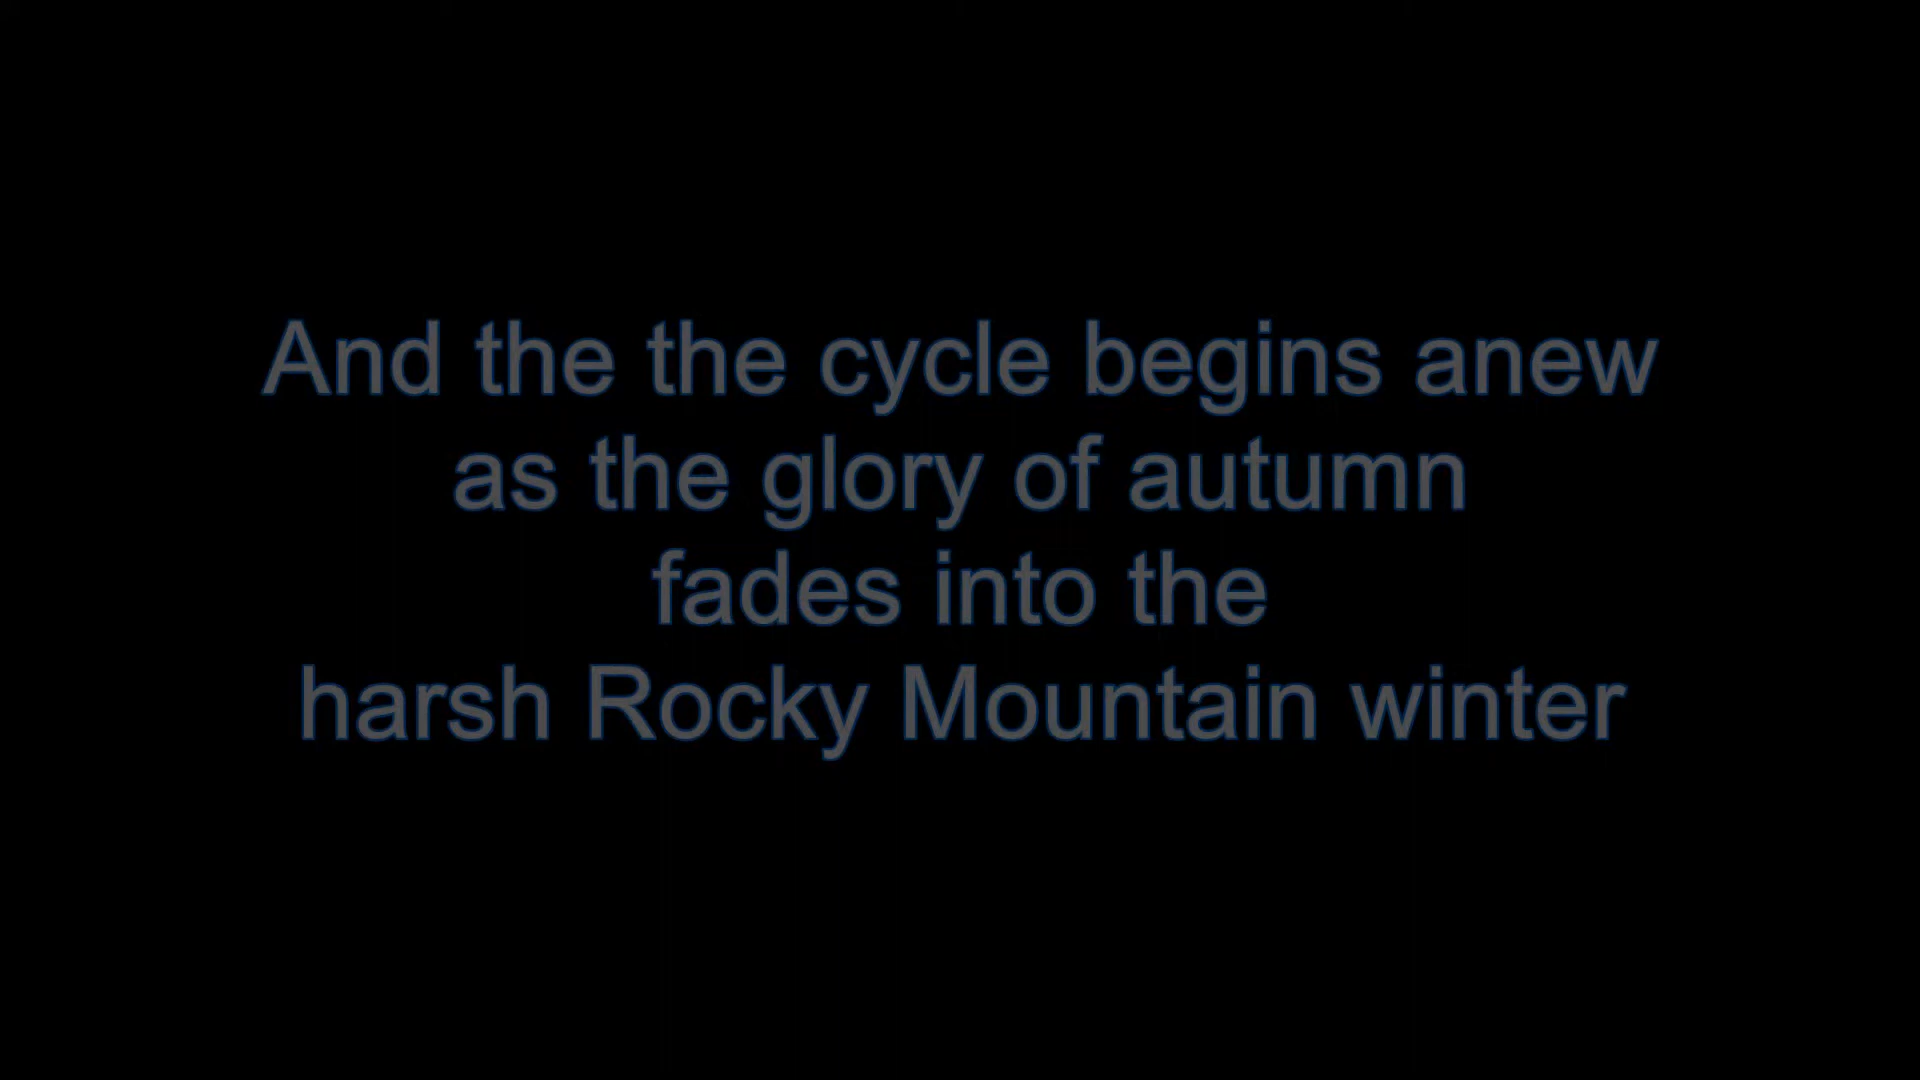 And the the cycle begins anew
as the glory of autumn
fades into the
harsh Rocky Mountain winter